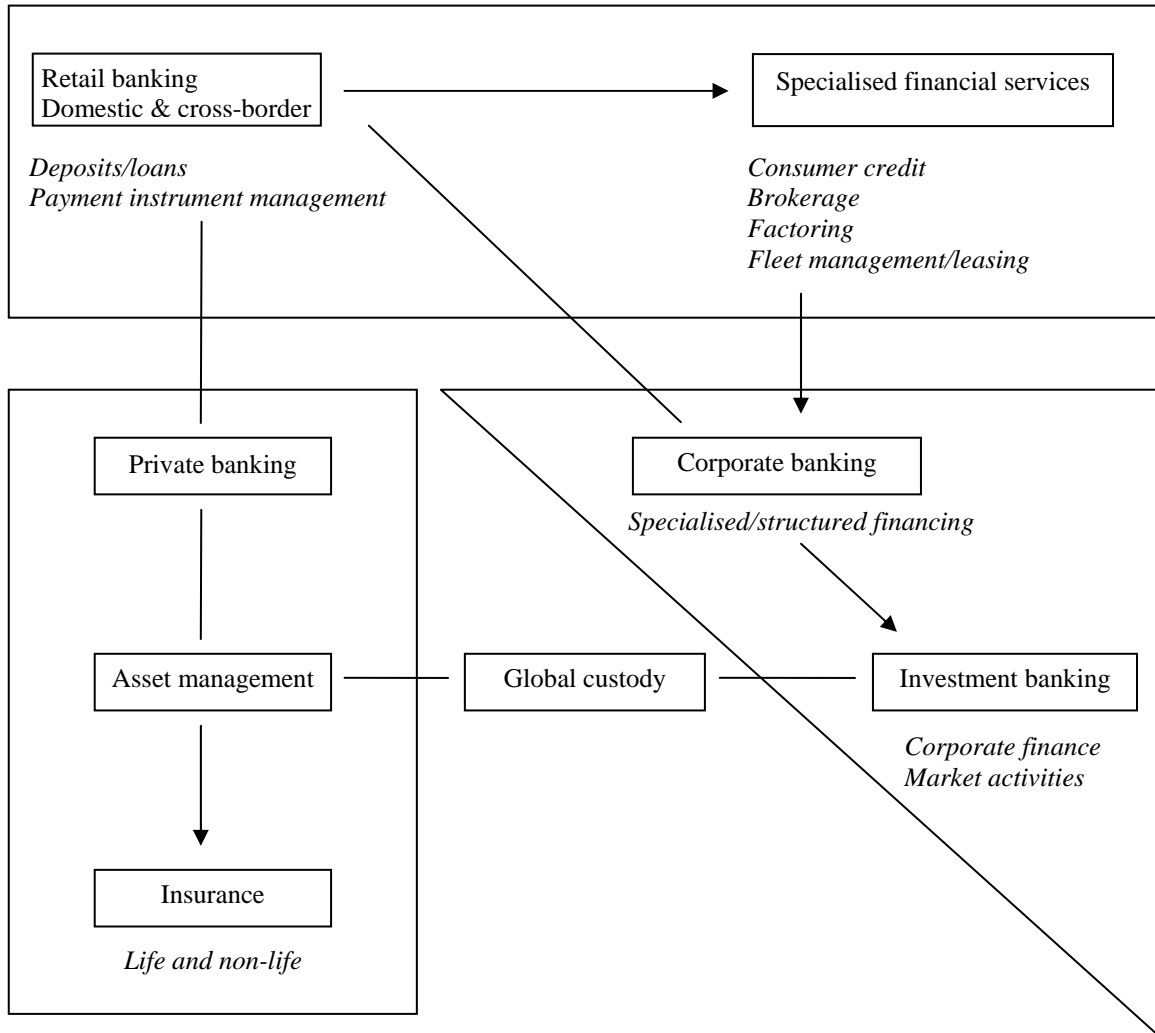 Retail banking
Domestic & cross-border
Specialised financial services
Deposits/loans
Payment instrument management
Consumer credit
Brokerage
Factoring
Fleet management/leasing
Private banking
Corporate banking
Specialised/structured financing
Asset management
Global custody
Investment banking
Corporate finance
Market activities
Insurance
Life and non-life